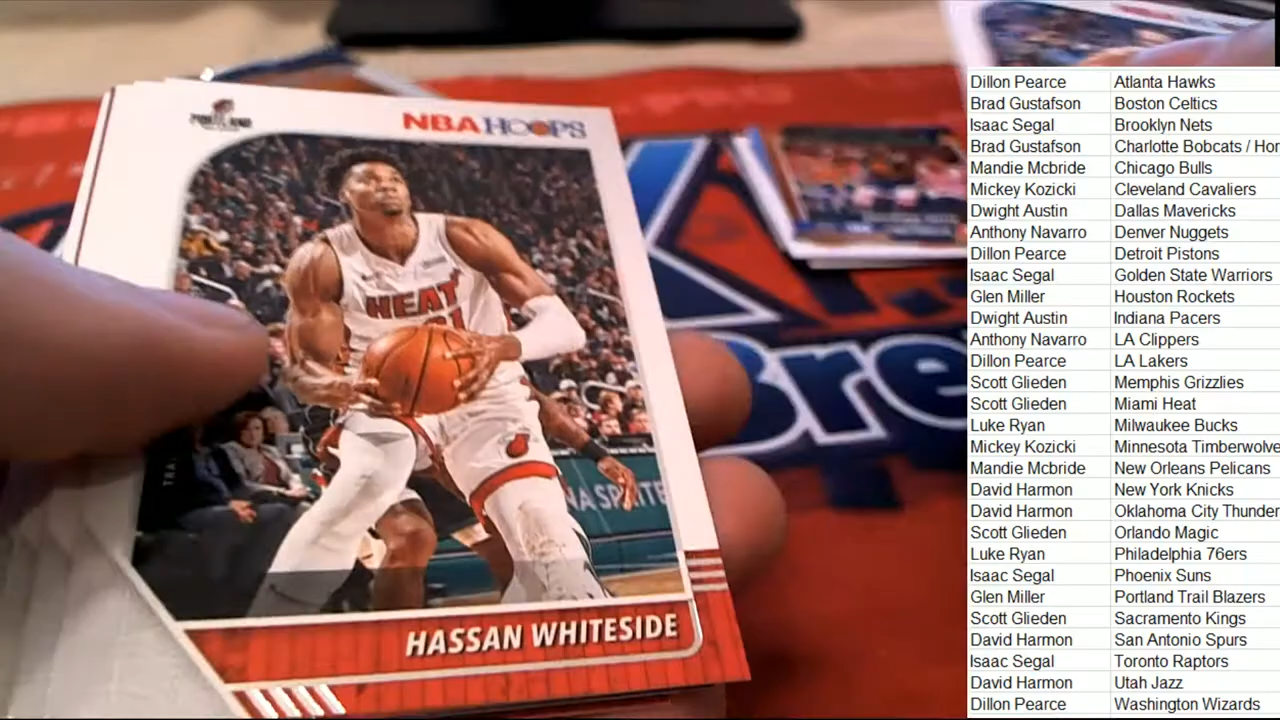 PORTLAND
NBA HOOPS
HEAT
21
TRA
NA SPRITE
HASSAN WHITESIDE
Bre
Dillon Pearce Atlanta Hawks
Brad Gustafson Boston Celtics
Isaac Segal Brooklyn Nets
Brad Gustafson Charlotte Bobcats / Hor
Mandie Mcbride Chicago Bulls
Mickey Kozicki Cleveland Cavaliers
Dwight Austin Dallas Mavericks
Anthony Navarro Denver Nuggets
Dillon Pearce Detroit Pistons
Isaac Segal Golden State Warriors
Glen Miller Houston Rockets
Dwight Austin Indiana Pacers
Anthony Navarro LA Clippers
Dillon Pearce LA Lakers
Scott Glieden Memphis Grizzlies
Scott Glieden Miami Heat
Luke Ryan Milwaukee Bucks
Mickey Kozicki Minnesota Timberwolve
Mandie Mcbride New Orleans Pelicans
David Harmon New York Knicks
David Harmon Oklahoma City Thunder
Scott Glieden Orlando Magic
Luke Ryan Philadelphia 76ers
Isaac Segal Phoenix Suns
Glen Miller Portland Trail Blazers
Scott Glieden Sacramento Kings
David Harmon San Antonio Spurs
Isaac Segal Toronto Raptors
David Harmon Utah Jazz
Dillon Pearce Washington Wizards